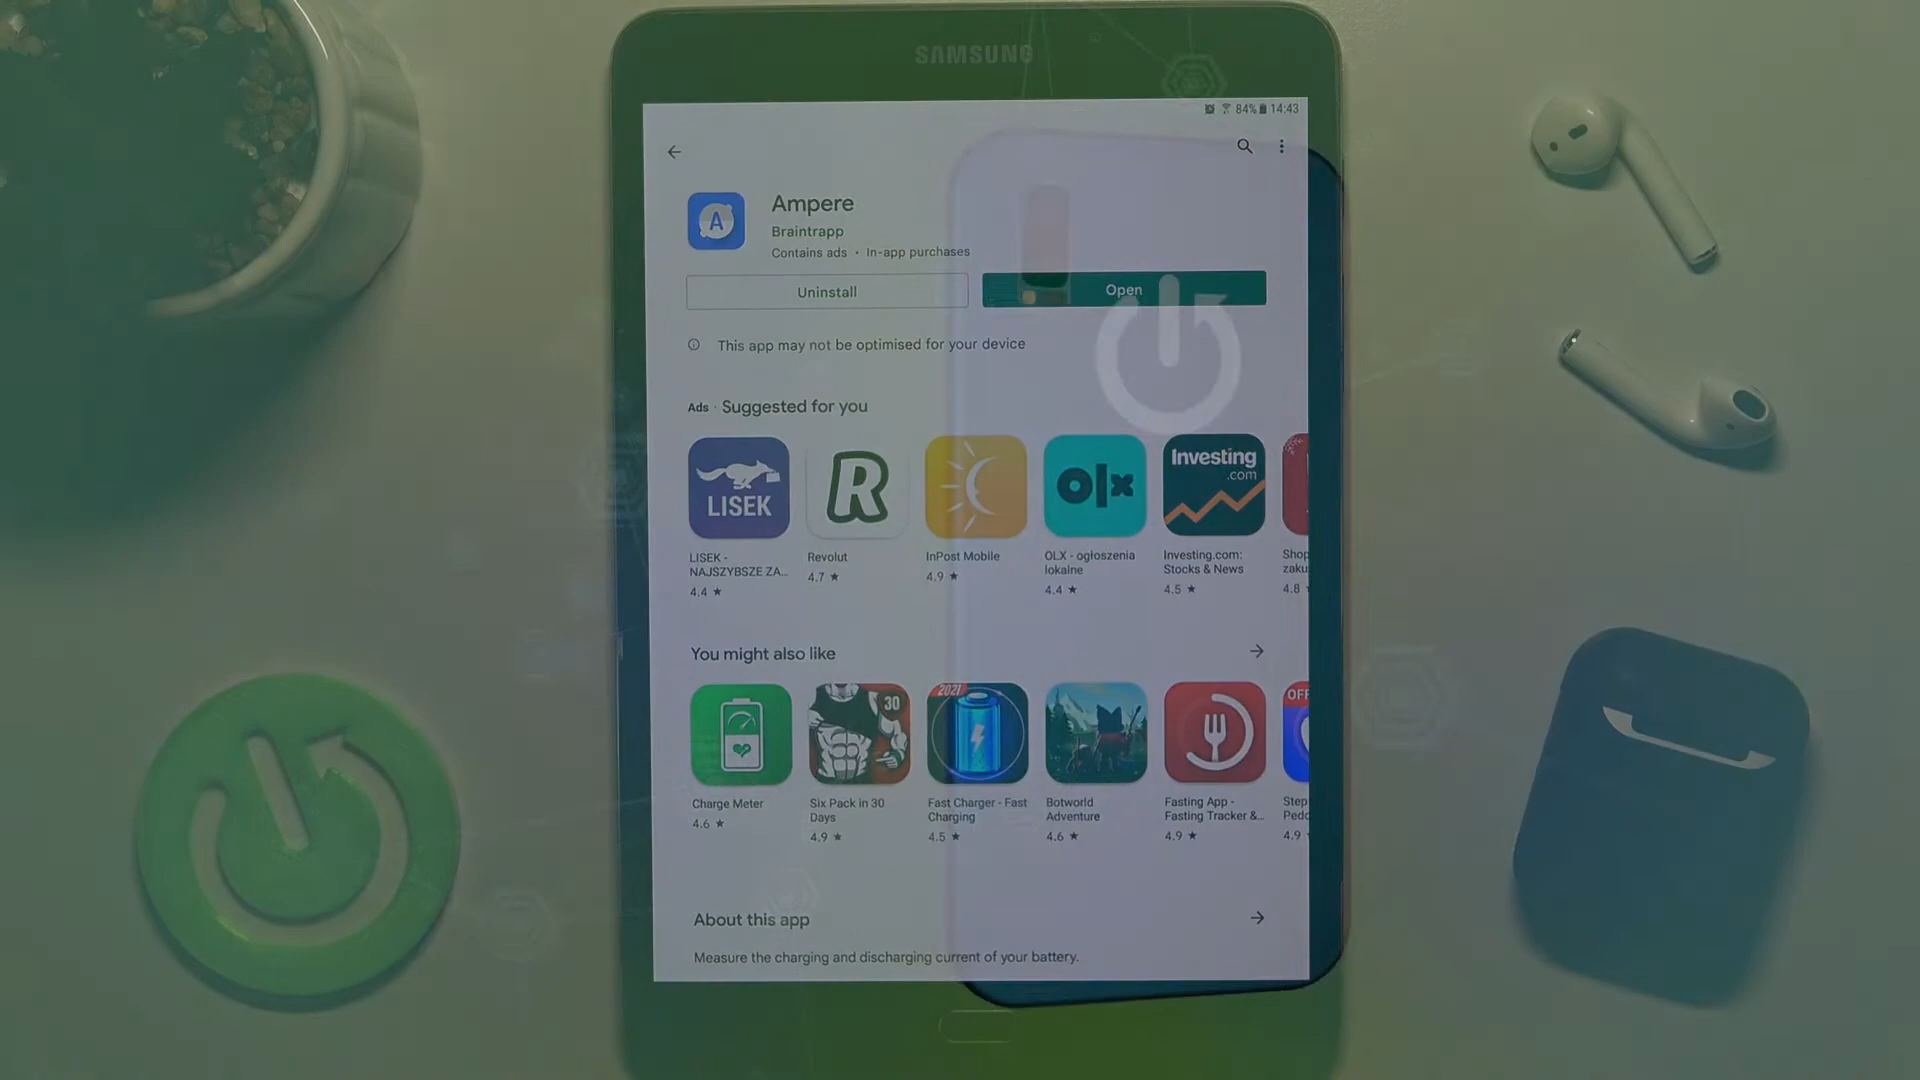 SAMSUNG
84% 14:43
Ampere
Braintrapp
Contains ads • In-app purchases
Uninstall
Open
This app may not be optimised for your device
Ads · Suggested for you
LISEK
R
olx
Investing
.com
LISEK -
NAJSZYBSZE ZA...
4.4 ★
Revolut
4.7 ★
InPost Mobile
4.9 ★
OLX - ogłoszenia
lokalne
4.4 ★
Investing.com:
Stocks & News
4.5 ★
Shop
zaku
4.8
You might also like
30
2021
OFF
Charge Meter
4.6 ★
Six Pack in 30
Days
4.9 ★
Fast Charger - Fast
Charging
4.5 ★
Botworld
Adventure
4.6 ★
Fasting App -
Fasting Tracker &...
4.9 ★
Step
Pedo
4.9
About this app
Measure the charging and discharging current of your battery.